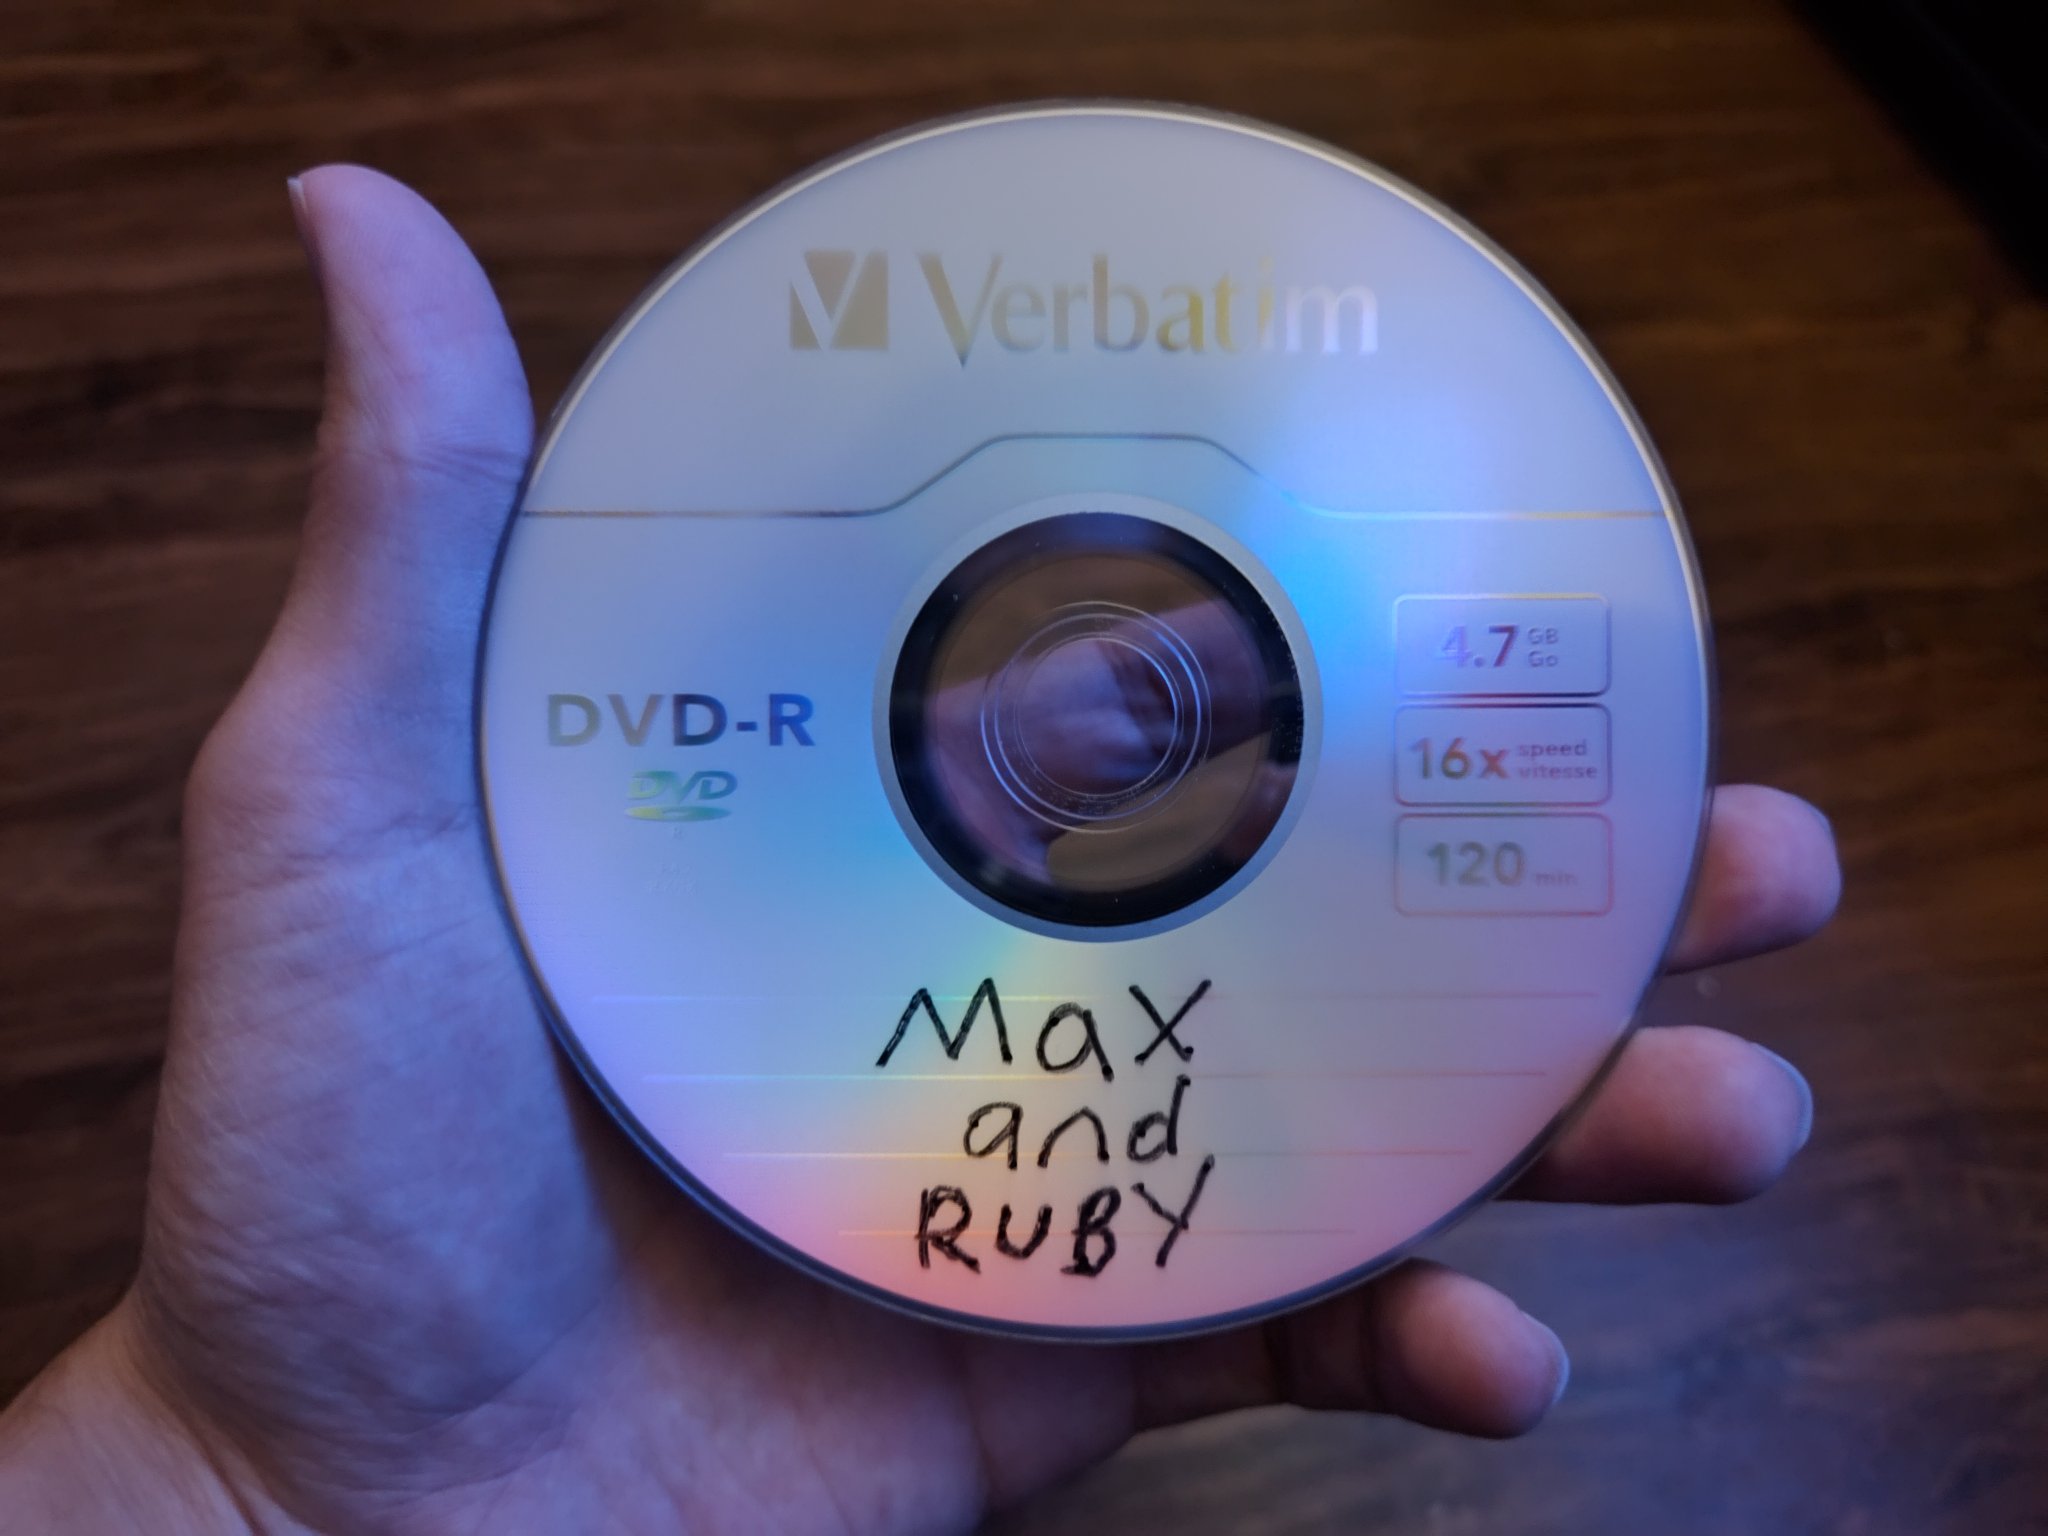 Verbatim
DVD-R
DVD
R
4.7 GB
Go
16x speed
vitesse
120 min
Max
and
RUBY